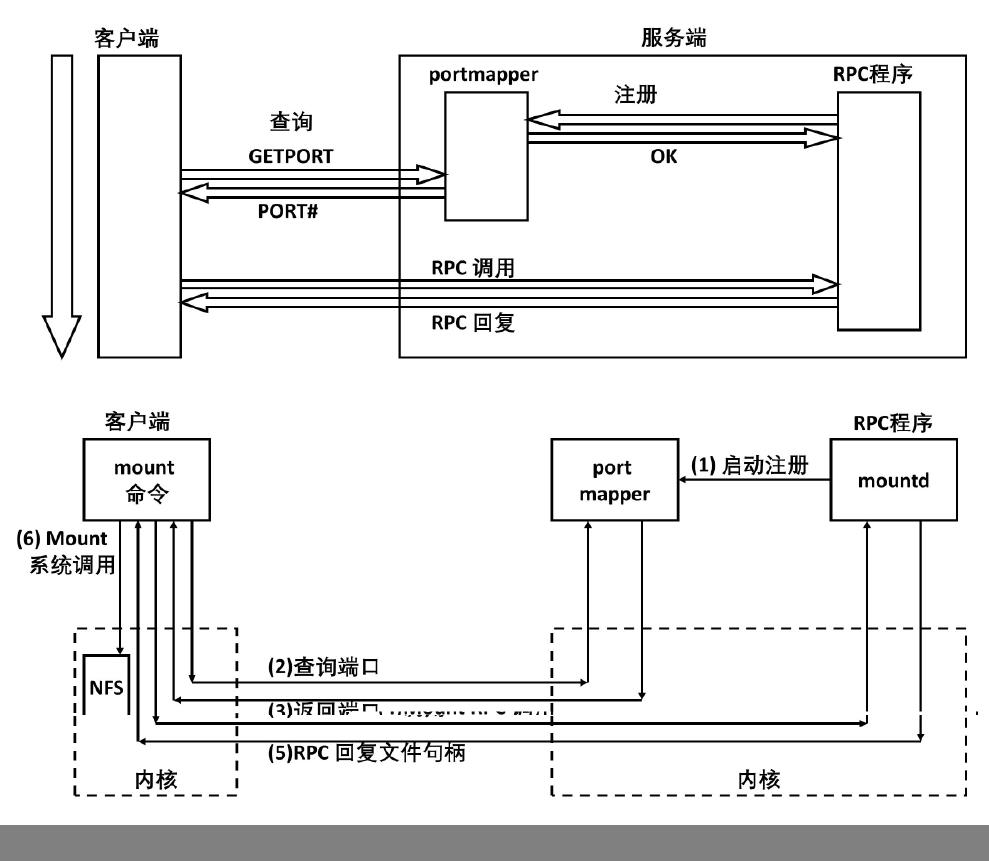 客户端
服务端
portmapper
RPC程序
注册
查询
GETPORT
OK
PORT#
RPC 调用
RPC 回复
客户端
RPC程序
mount
命令
port
mapper
(1) 启动注册
mountd
(6) Mount
系统调用
(2)查询端口
NFS
(3)返回端口
(5)RPC 回复文件句柄
内核
内核